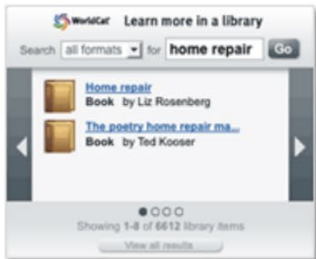 WorldCat Learn more in a library
Search all formats for home repair Go
Home repair
Book by Liz Rosenberg
The poetry home repair ma...
Book by Ted Kooser
Showing 1-8 of 6612 library items
View all results